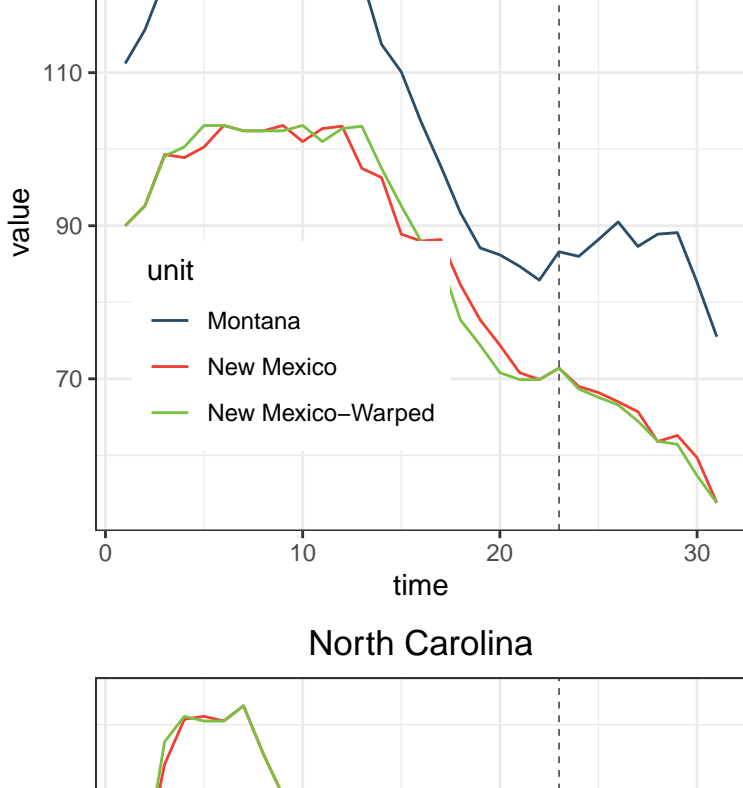 110
90
70
value
unit
Montana
New Mexico
New Mexico−Warped
0 10 20 30
time
North Carolina